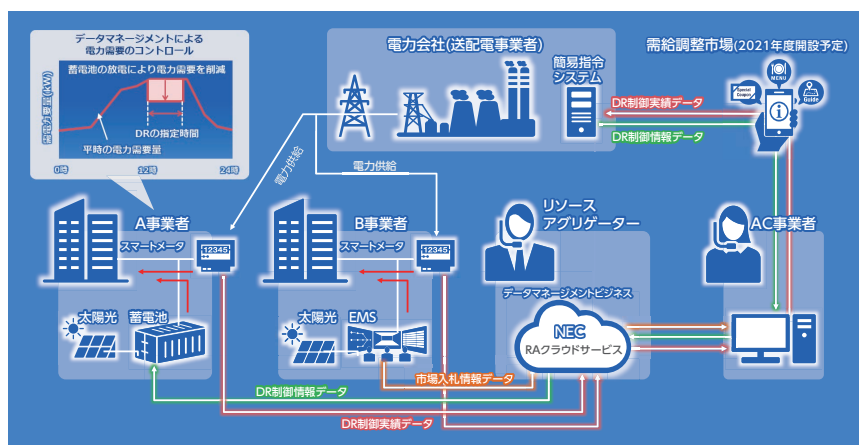 データマネージメントによる
電力需要のコントロール
蓄電池の放電により電力需要を削減
総電力要量(kW)
DRの指定時間
平時の電力需要量
0時
12時
24時
電力会社(送配電事業者)
簡易指令
システム
需給調整市場(2021年度開設予定)
MENU
Special
Coupon
Guide
DR制御実績データ
DR制御情報データ
電力供給
電力供給
A事業者
スマートメータ
12345
太陽光
蓄電池
B事業者
スマートメータ
12345
太陽光
EMS
リソース
アグリゲーター
AC事業者
データマネージメントビジネス
NEC
RAクラウドサービス
市場入札情報データ
DR制御情報データ
DR制御実績データ